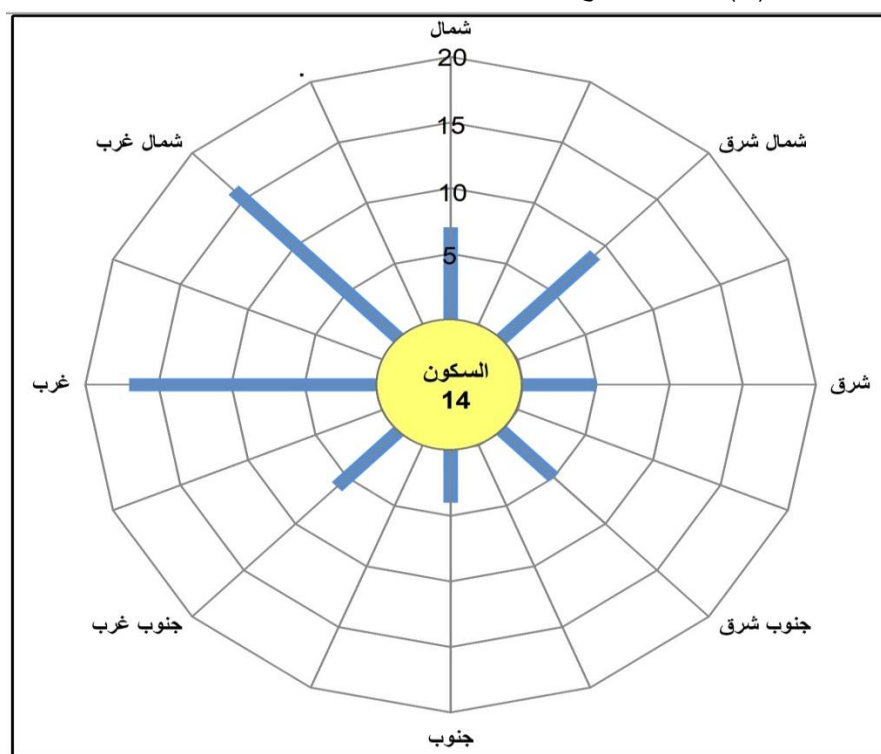 شمال
20
15
10
5
شمال غرب
شمال شرق
غرب
السكون
14
شرق
جنوب غرب
جنوب شرق
جنوب